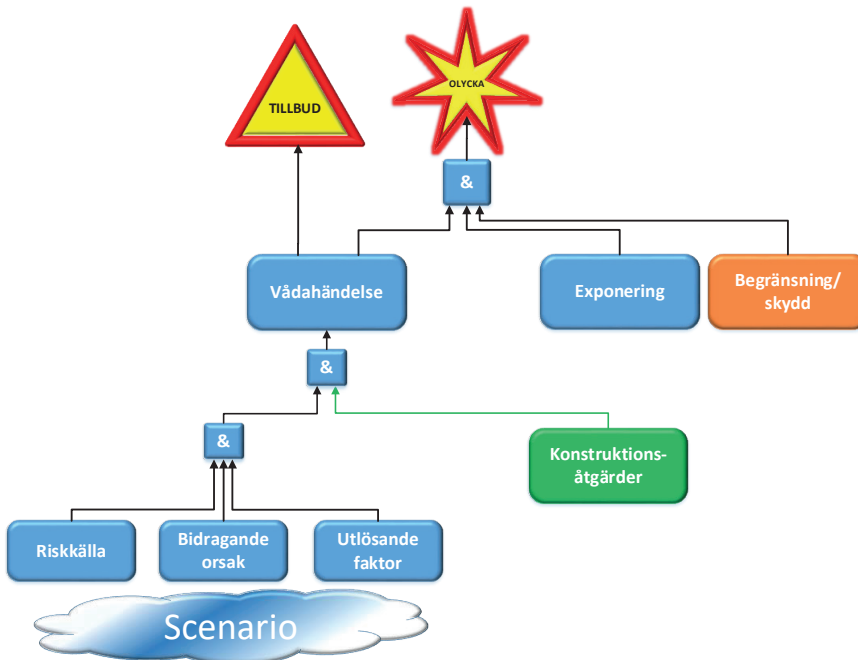 TILLBUD
OLYCKA
&
Vådahändelse
Exponering
Begränsning/
skydd
&
&
Konstruktions-
åtgärder
Riskkälla
Bidragande
orsak
Utlösande
faktor
Scenario